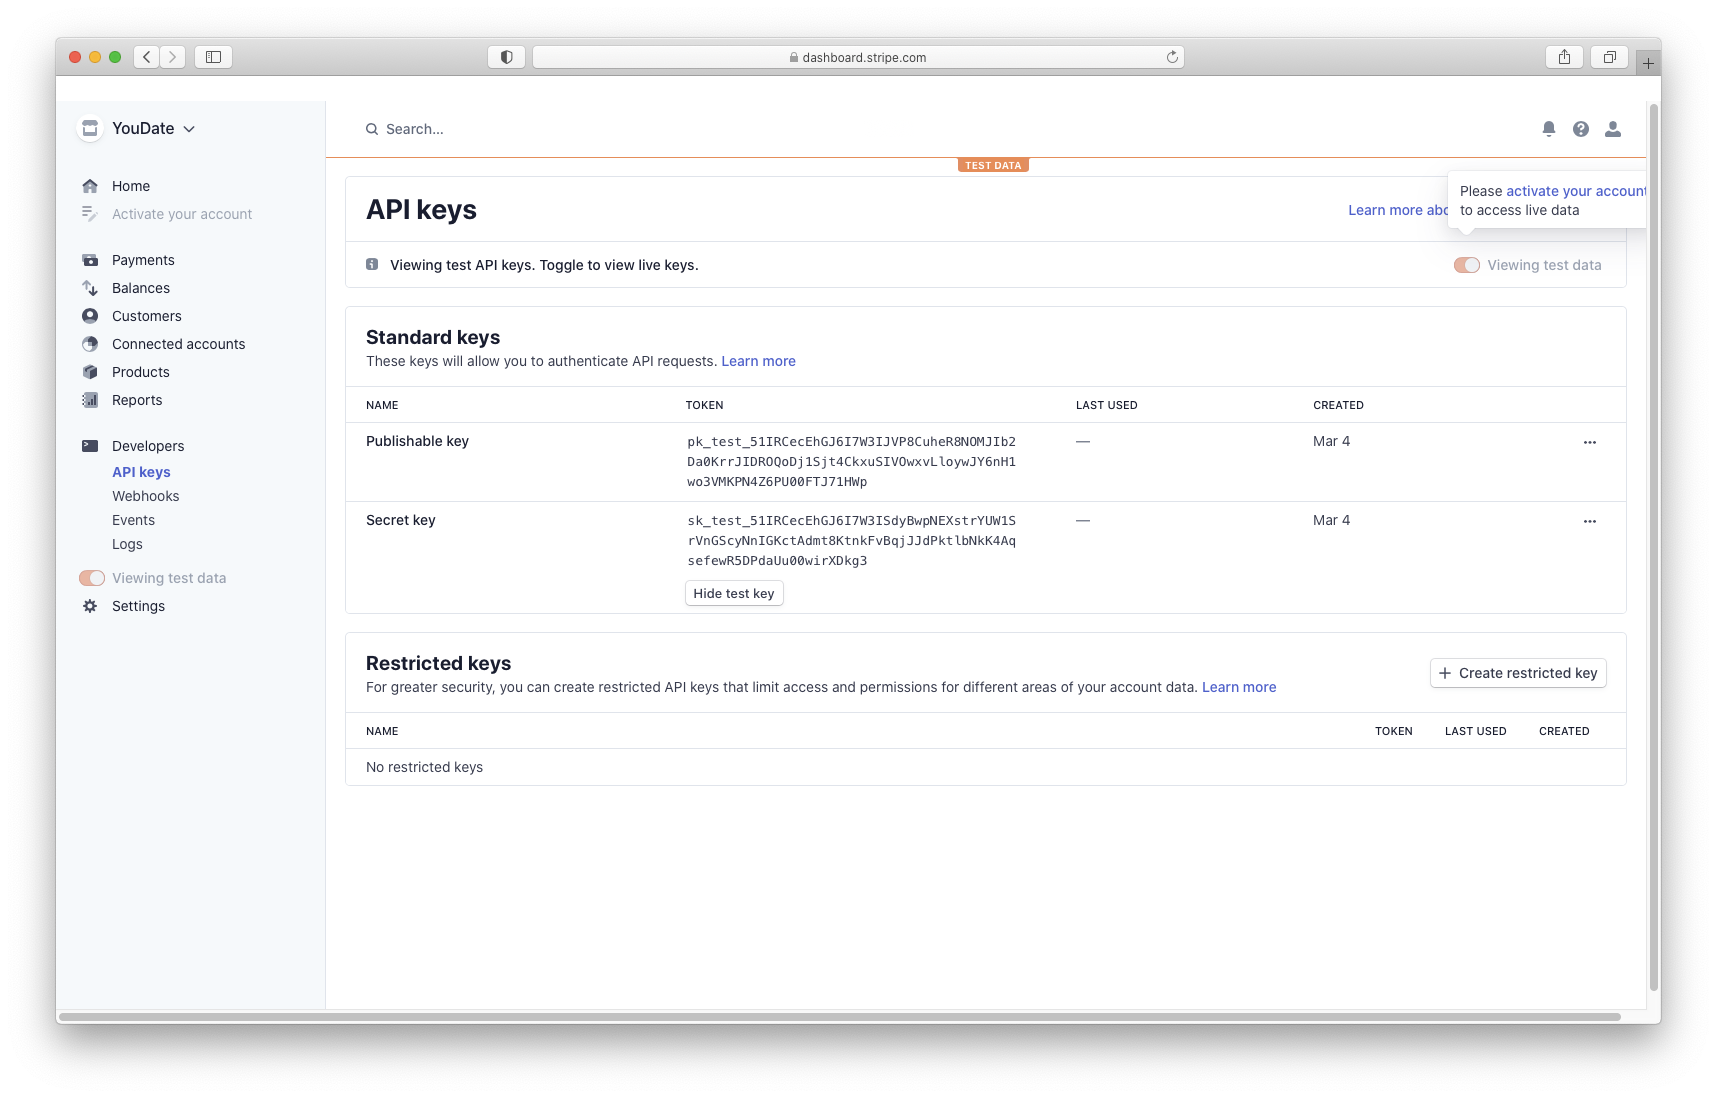 dashboard.stripe.com
YouDate
Search...
TEST DATA
Home
Activate your account
Payments
Balances
Customers
Connected accounts
Products
Reports
Developers
API keys
Webhooks
Events
Logs
Viewing test data
Settings
API keys
Learn more abo
Please activate your account
to access live data
Viewing test API keys. Toggle to view live keys.
Viewing test data
Standard keys
These keys will allow you to authenticate API requests. Learn more
NAME TOKEN LAST USED CREATED
Publishable key
pk_test_51IRCecEhGJ6I7W3IJVP8CuheR8NOMJIb2
Da0KrrJIDROQoDj1Sjt4CkxuSIVOwxvLloywJY6nH1
wo3VMKPN4Z6PU00FTJ71HWp
—
Mar 4
Secret key
sk_test_51IRCecEhGJ6I7W3ISdyBwpNEXstrYUW1S
rVnGScyNnIGKctAdmt8KtnkFvBqjJJdPktlbNkK4Aq
sefewR5DPdaUu00wirXDkg3
—
Mar 4
Hide test key
Restricted keys
For greater security, you can create restricted API keys that limit access and permissions for different areas of your account data. Learn more
Create restricted key
NAME TOKEN LAST USED CREATED
No restricted keys